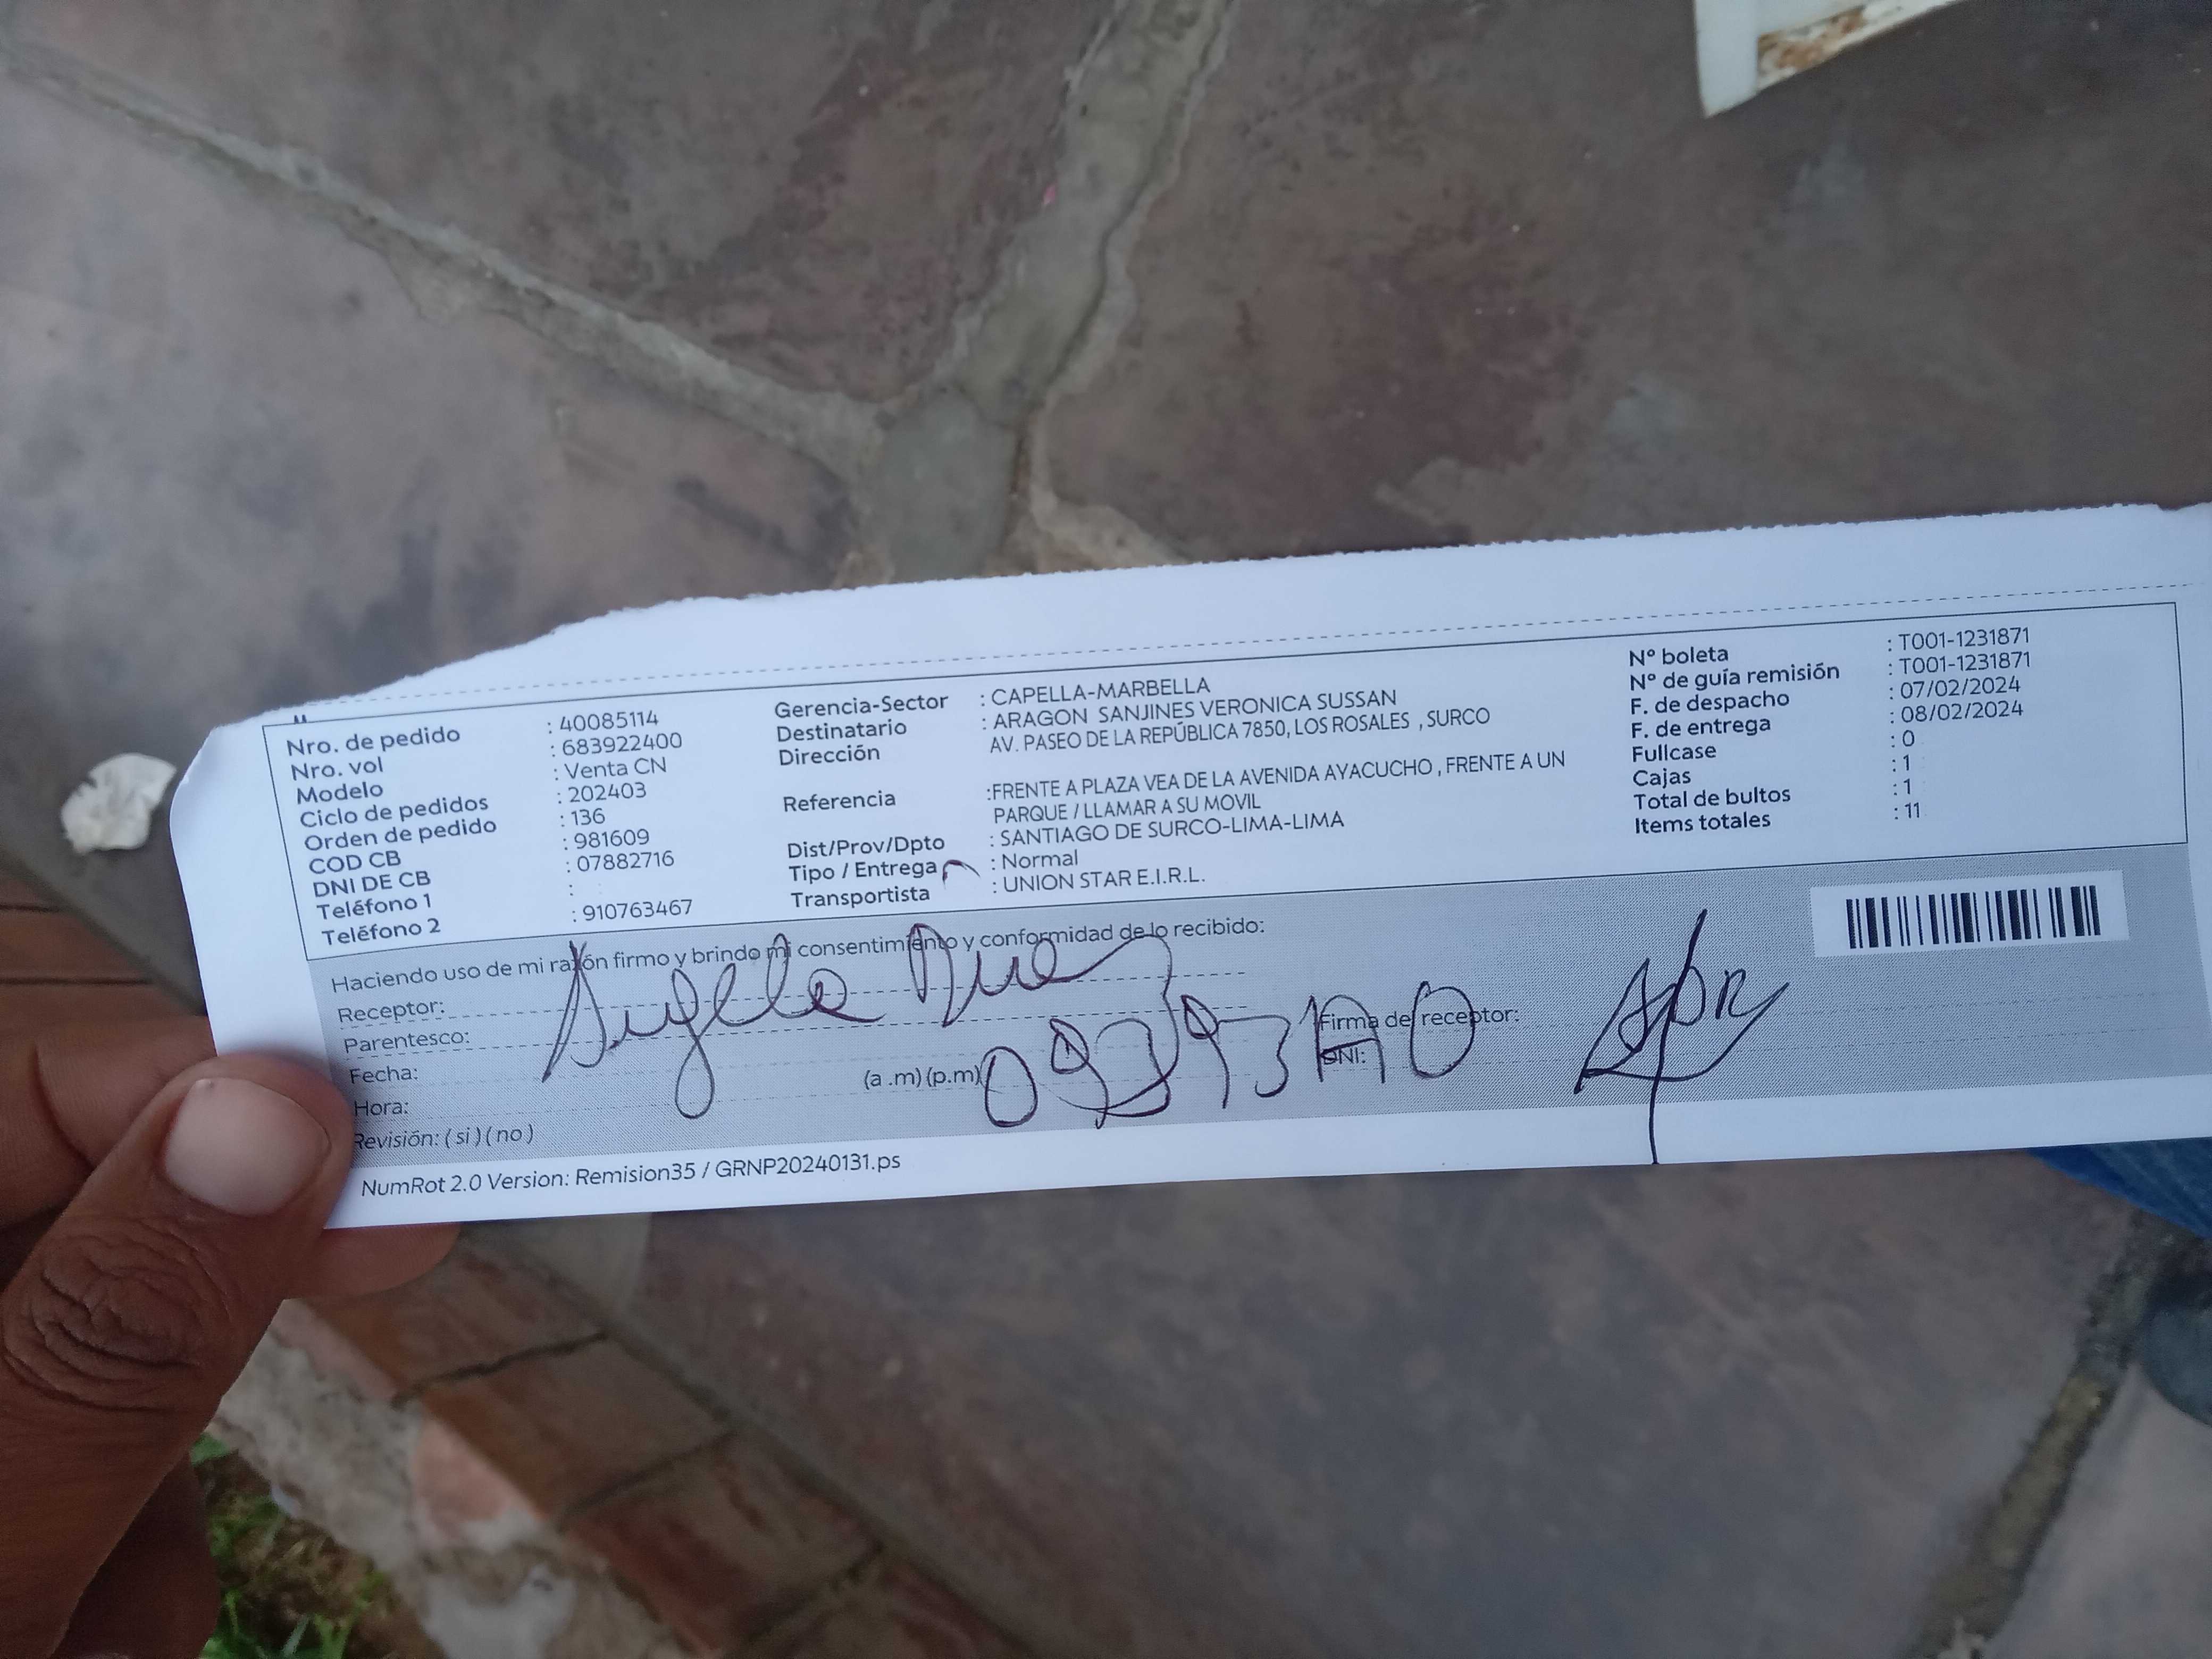 Nro. de pedido : 40085114
Nro. vol : 683922400
Modelo : Venta CN
Ciclo de pedidos : 202403
Orden de pedido : 136
COD CB : 981609
DNI DE CB : 07882716
Teléfono 1 :
Teléfono 2 : 910763467
Gerencia-Sector : CAPELLA-MARBELLA
Destinatario : ARAGON SANJINES VERONICA SUSSAN
Dirección AV. PASEO DE LA REPÚBLICA 7850, LOS ROSALES , SURCO
Referencia :FRENTE A PLAZA VEA DE LA AVENIDA AYACUCHO , FRENTE A UN
PARQUE / LLAMAR A SU MOVIL
Dist/Prov/Dpto : SANTIAGO DE SURCO-LIMA-LIMA
Tipo / Entrega : Normal
Transportista : UNION STAR E.I.R.L.
N° boleta : T001-1231871
N° de guía remisión : T001-1231871
F. de despacho : 07/02/2024
F. de entrega : 08/02/2024
Fullcase : 0
Cajas : 1
Total de bultos : 1
Items totales : 11
Haciendo uso de mi razón firmo y brindo mi consentimiento y conformidad de lo recibido:
Receptor:
Parentesco:
Fecha:
Hora: (a .m) (p.m)
Revisión: ( si ) ( no )
Firma de receptor:
DNI:
NumRot 2.0 Version: Remision35 / GRNP20240131.ps